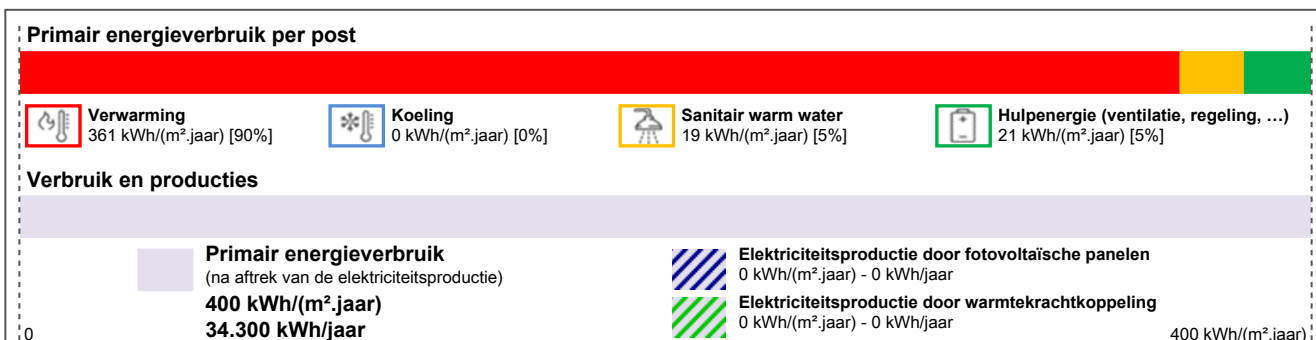 Primair energieverbruik per post
Verwarming
361 kWh/(m².jaar) [90%]
Koeling
0 kWh/(m².jaar) [0%]
Sanitair warm water
19 kWh/(m².jaar) [5%]
Hulpenergie (ventilatie, regeling, …)
21 kWh/(m².jaar) [5%]
Verbruik en producties
Primair energieverbruik
(na aftrek van de elektriciteitsproductie)
400 kWh/(m².jaar)
34.300 kWh/jaar
Elektriciteitsproductie door fotovoltaïsche panelen
0 kWh/(m².jaar) - 0 kWh/jaar
Elektriciteitsproductie door warmtekrachtkoppeling
0 kWh/(m².jaar) - 0 kWh/jaar
0
400 kWh/(m².jaar)